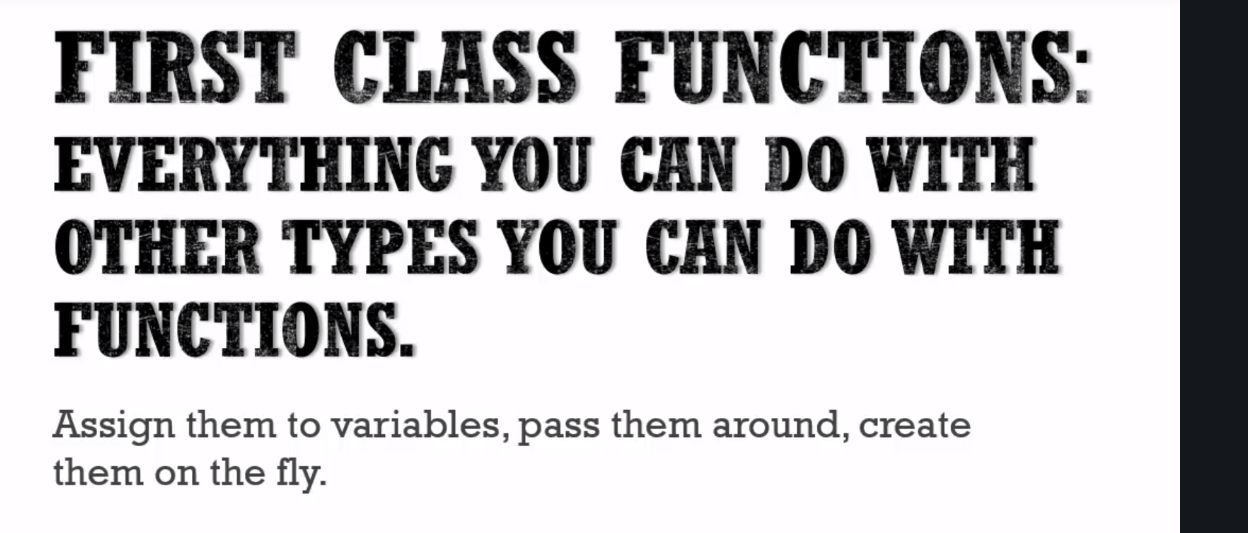 FIRST CLASS FUNCTIONS:
EVERYTHING YOU CAN DO WITH
OTHER TYPES YOU CAN DO WITH
FUNCTIONS.
Assign them to variables, pass them around, create
them on the fly.